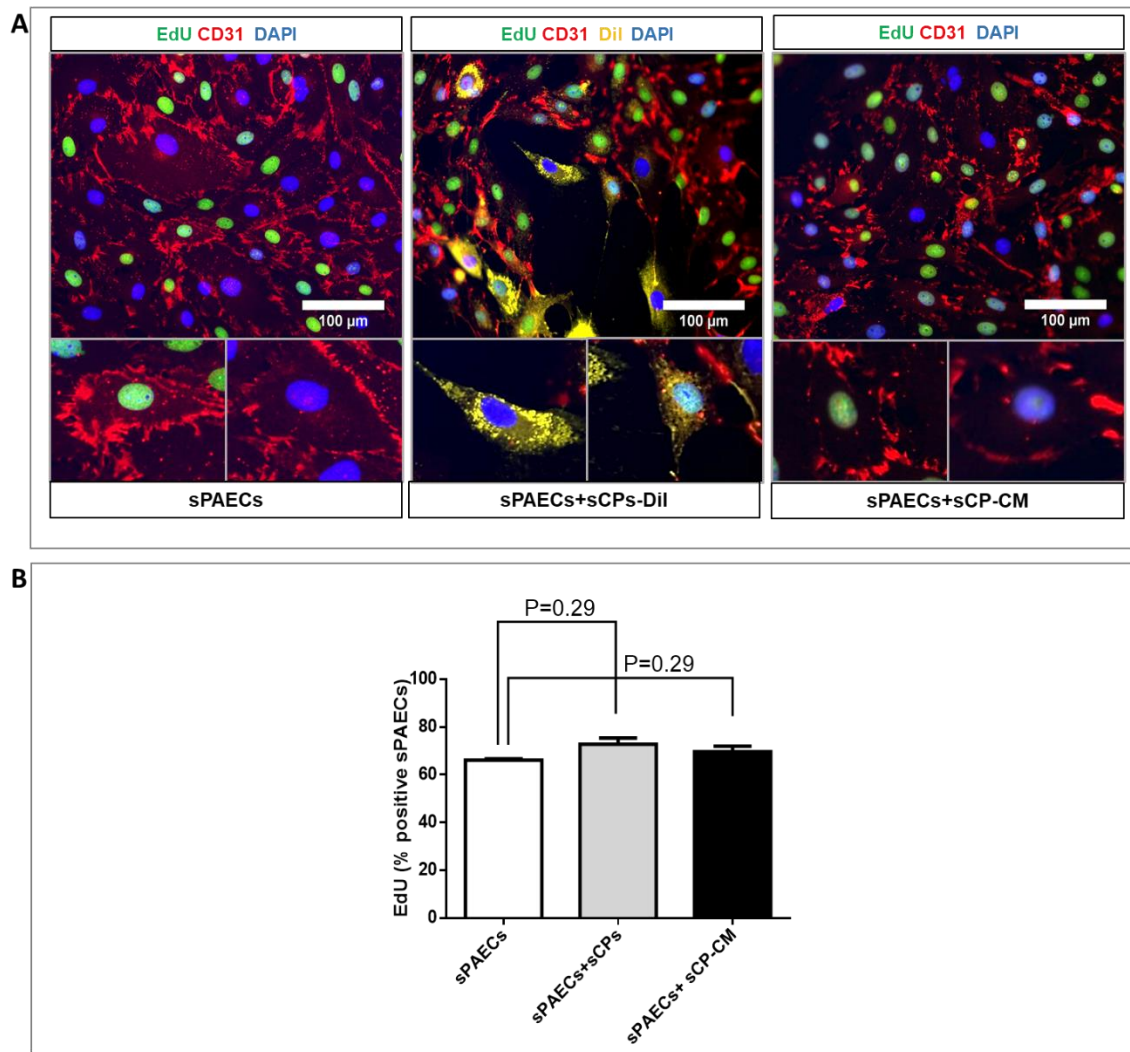 A
EdU CD31 DAPI
EdU CD31 DiI DAPI
EdU CD31 DAPI
100 µm
100 µm
100 µm
sPAECs
sPAECs+sCPs-DiI
sPAECs+sCP-CM
B
P=0.29
P=0.29
EdU (% positive sPAECs)
100
80
60
40
20
0
sPAECs
sPAECs+sCPs
sPAECs+ sCP-CM